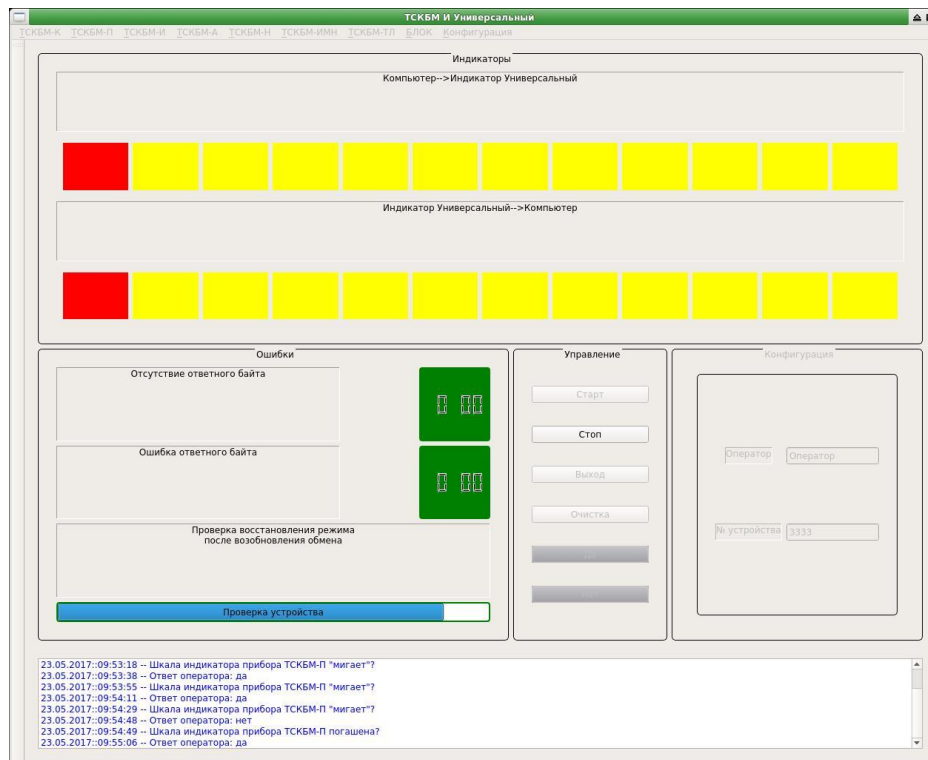 ТСКБМ И Универсальный
ТСКБМ-К ТСКБМ-П ТСКБМ-И ТСКБМ-А ТСКБМ-Н ТСКБМ-ИМН ТСКБМ-ТЛ БЛОК Конфигурация
Индикаторы
Компьютер-->Индикатор Универсальный
Индикатор Универсальный-->Компьютер
Ошибки
Отсутствие ответного байта
0 00
Ошибка ответного байта
0 00
Проверка восстановления режима
после возобновления обмена
Проверка устройства
Управление
Старт
Стоп
Выход
Очистка
Конфигурация
Оператор Оператор
№ устройства 3333
23.05.2017::09:53:18 -- Шкала индикатора прибора ТСКБМ-П "мигает"?
23.05.2017::09:53:38 -- Ответ оператора: да
23.05.2017::09:53:55 -- Шкала индикатора прибора ТСКБМ-П "мигает"?
23.05.2017::09:54:11 -- Ответ оператора: да
23.05.2017::09:54:29 -- Шкала индикатора прибора ТСКБМ-П "мигает"?
23.05.2017::09:54:48 -- Ответ оператора: нет
23.05.2017::09:54:49 -- Шкала индикатора прибора ТСКБМ-П погашена?
23.05.2017::09:55:06 -- Ответ оператора: да